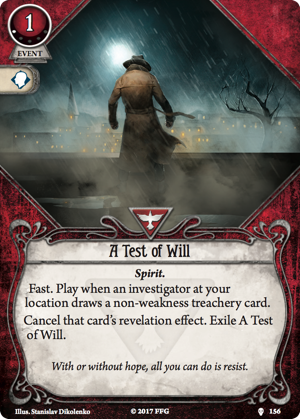 1
EVENT
A Test of Will
Spirit.
Fast. Play when an investigator at your
location draws a non-weakness treachery card.
Cancel that card's revelation effect. Exile A Test
of Will.
With or without hope, all you can do is resist.
Illus. Stanislav Dikolenko
© 2017 FFG
156